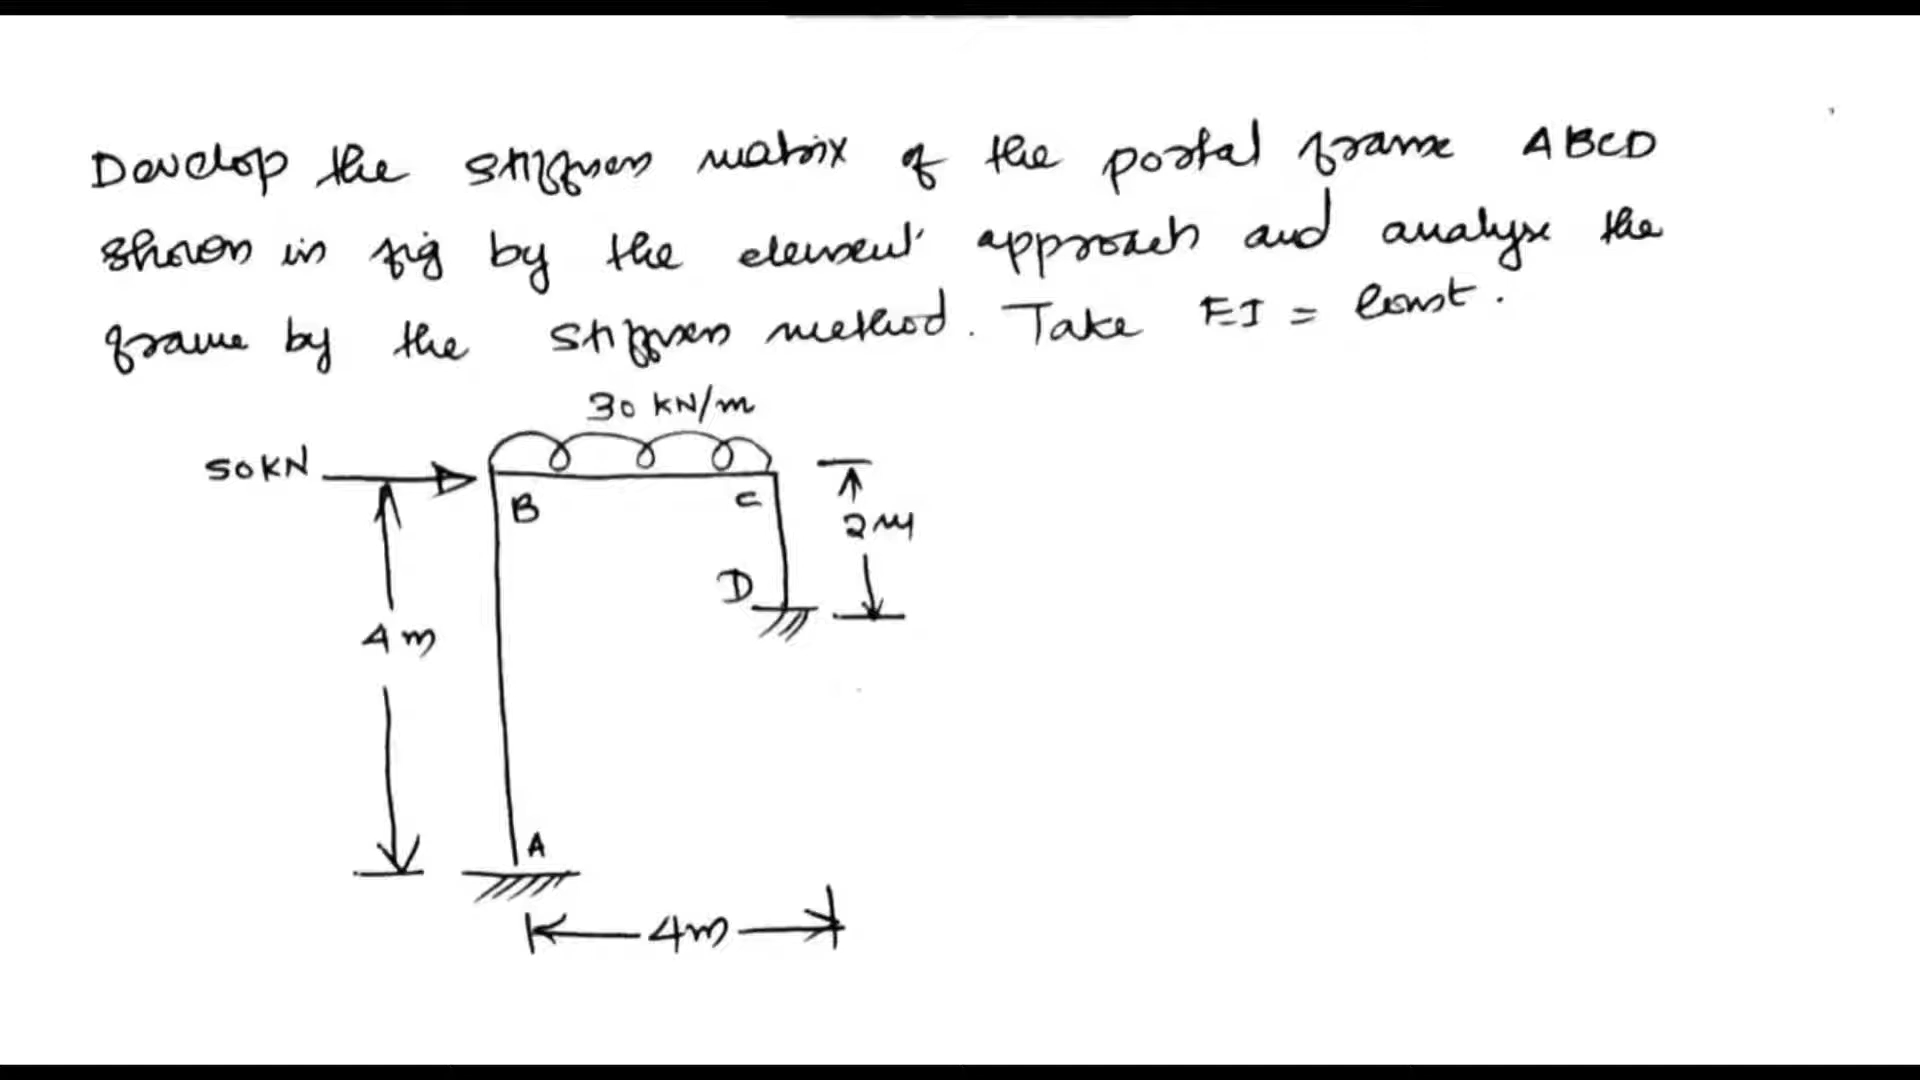 Develop the stiffness matrix of the portal frame ABCD
shown in fig by the element approach and analyse the
frame by the stiffness method. Take EI = Const.
30 kN/m
50KN
B
C
2m
D
4m
A
4m